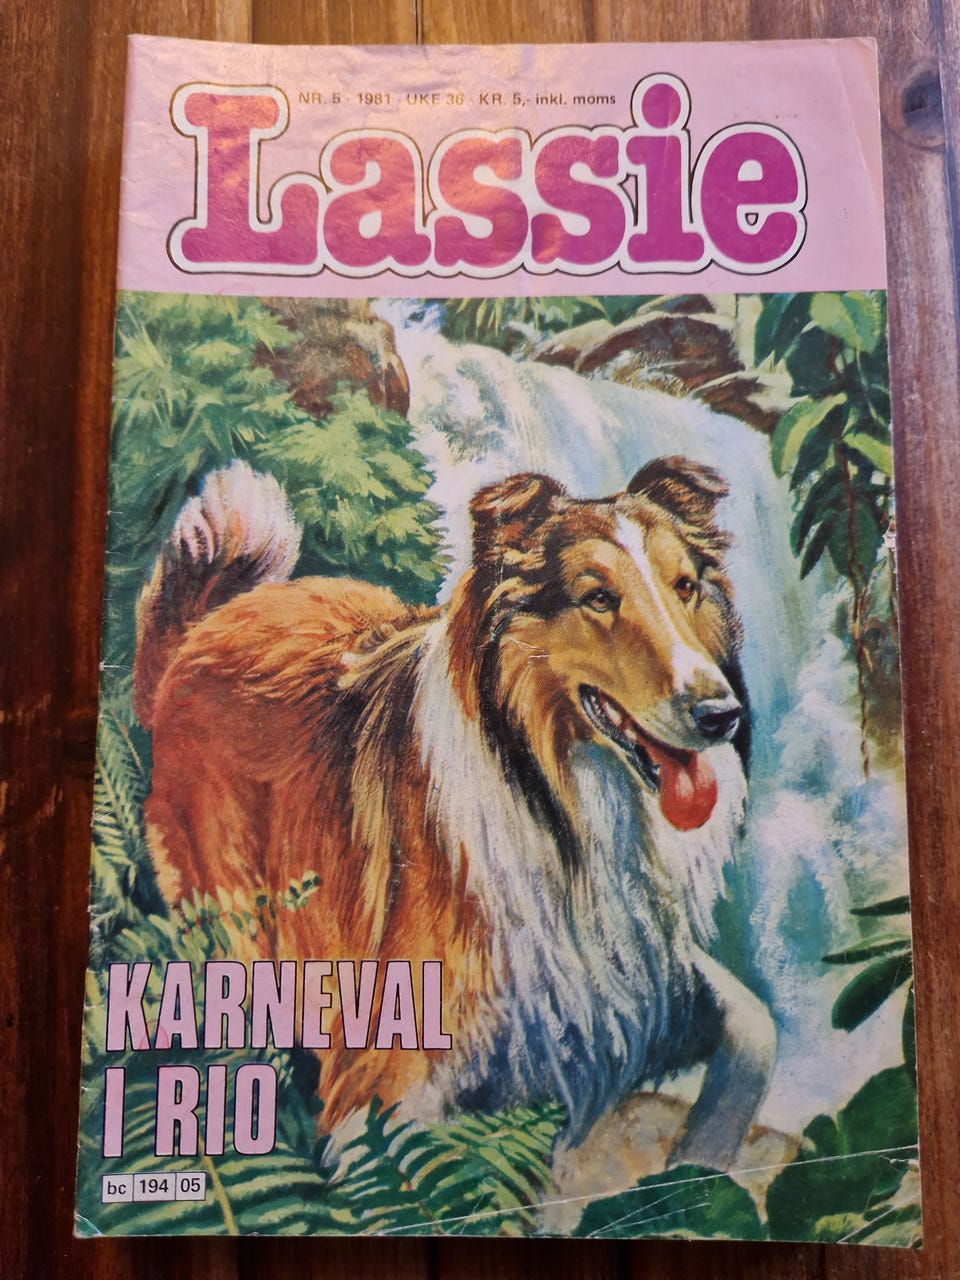 NR. 5 · 1981 · UKE 36 · KR. 5,- inkl. moms
Lassie
KARNEVAL
I RIO
bc 194 05